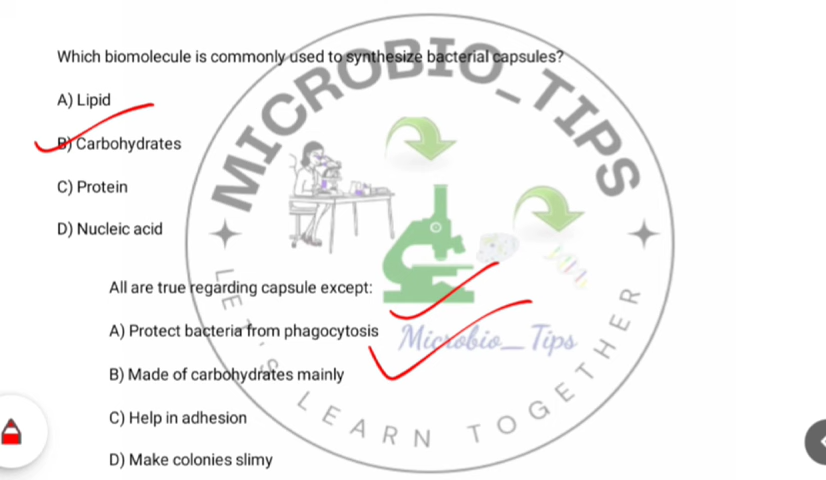 Which biomolecule is commonly used to synthesize bacterial capsules?
A) Lipid
B) Carbohydrates
C) Protein
D) Nucleic acid
MICROBIO_TIPS
All are true regarding capsule except:
A) Protect bacteria from phagocytosis
Microbio_Tips
B) Made of carbohydrates mainly
C) Help in adhesion
D) Make colonies slimy
LET'S LEARN TOGETHER